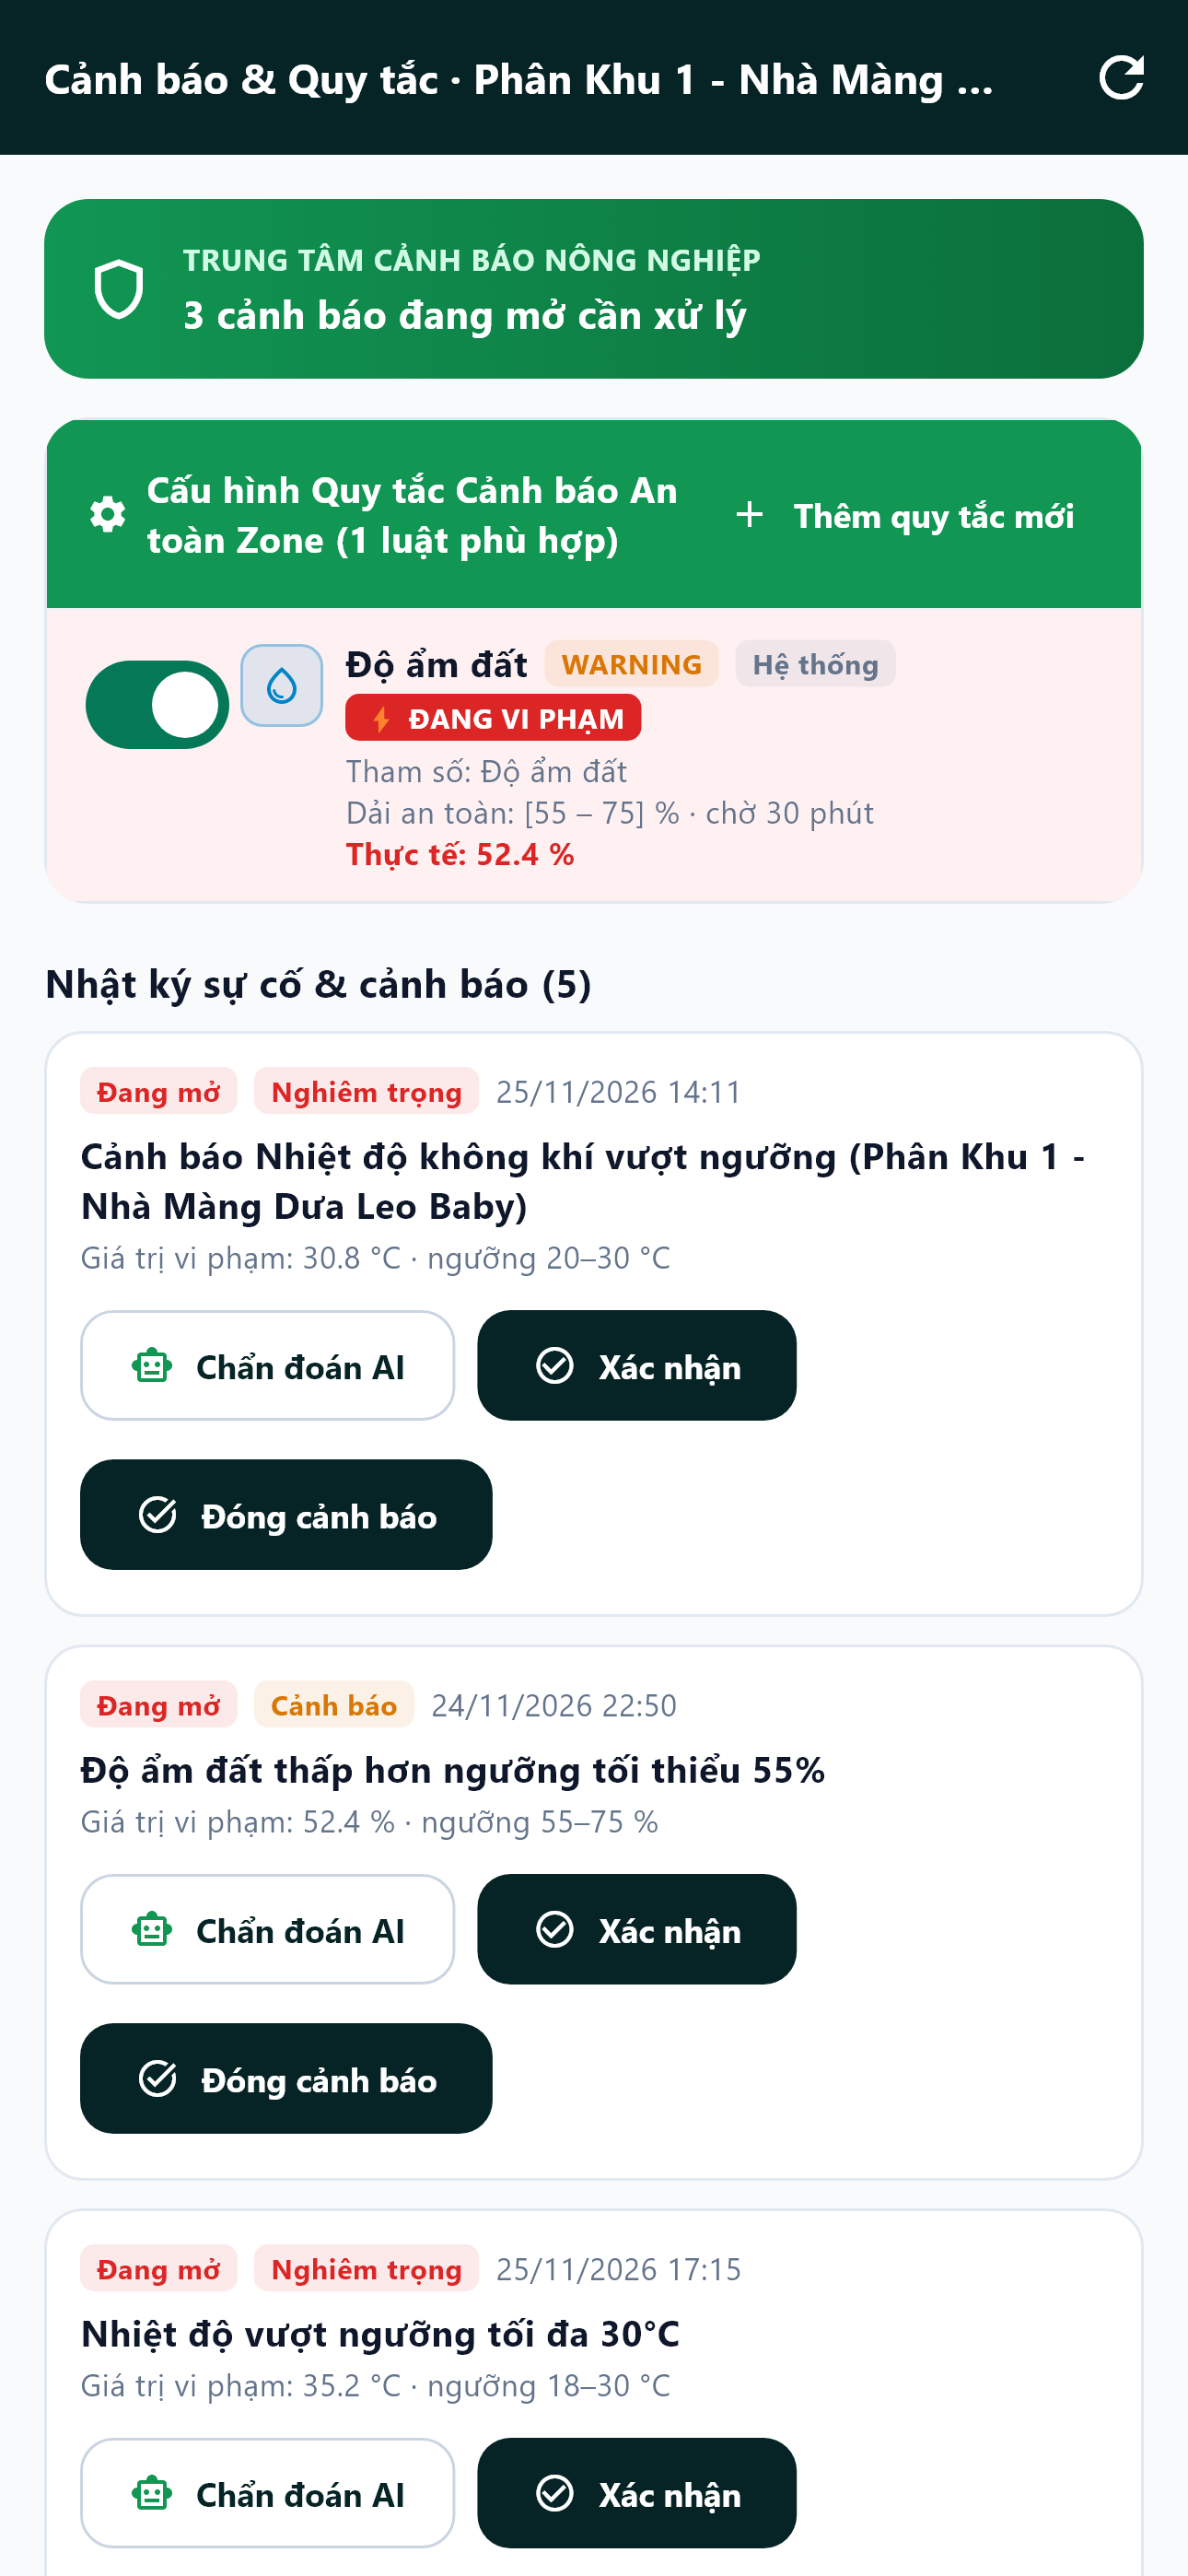 Cảnh báo & Quy tắc · Phân Khu 1 - Nhà Màng ...
TRUNG TÂM CẢNH BÁO NÔNG NGHIỆP
3 cảnh báo đang mở cần xử lý
Cấu hình Quy tắc Cảnh báo An
toàn Zone (1 luật phù hợp)
+ Thêm quy tắc mới
Độ ẩm đất WARNING Hệ thống
ĐANG VI PHẠM
Tham số: Độ ẩm đất
Dải an toàn: [55 – 75] % · chờ 30 phút
Thực tế: 52.4 %
Nhật ký sự cố & cảnh báo (5)
Đang mở Nghiêm trọng 25/11/2026 14:11
Cảnh báo Nhiệt độ không khí vượt ngưỡng (Phân Khu 1 -
Nhà Màng Dưa Leo Baby)
Giá trị vi phạm: 30.8 °C · ngưỡng 20–30 °C
Chẩn đoán AI Xác nhận
Đóng cảnh báo
Đang mở Cảnh báo 24/11/2026 22:50
Độ ẩm đất thấp hơn ngưỡng tối thiểu 55%
Giá trị vi phạm: 52.4 % · ngưỡng 55–75 %
Chẩn đoán AI Xác nhận
Đóng cảnh báo
Đang mở Nghiêm trọng 25/11/2026 17:15
Nhiệt độ vượt ngưỡng tối đa 30°C
Giá trị vi phạm: 35.2 °C · ngưỡng 18–30 °C
Chẩn đoán AI Xác nhận